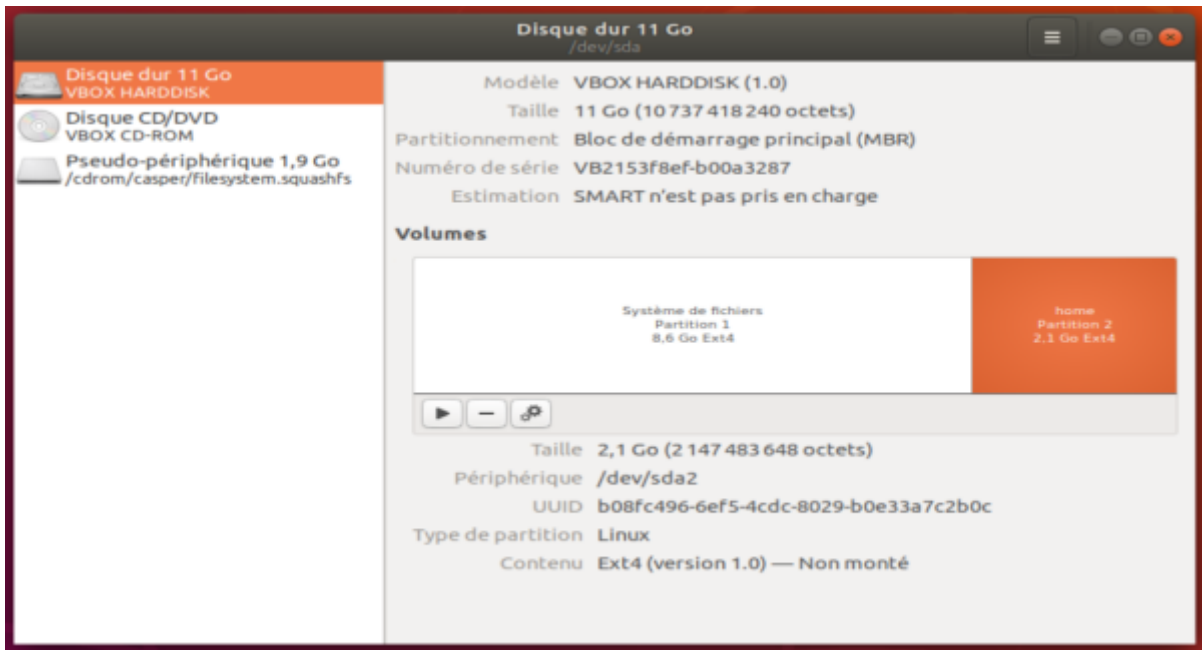 Disque dur 11 Go
/dev/sda
Disque dur 11 Go
VBOX HARDDISK
Disque CD/DVD
VBOX CD-ROM
Pseudo-périphérique 1,9 Go
/cdrom/casper/filesystem.squashfs
Modèle VBOX HARDDISK (1.0)
Taille 11 Go (10 737 418 240 octets)
Partitionnement Bloc de démarrage principal (MBR)
Numéro de série VB2153f8ef-b00a3287
Estimation SMART n'est pas pris en charge
Volumes
Système de fichiers
Partition 1
8,6 Go Ext4
home
Partition 2
2,1 Go Ext4
Taille 2,1 Go (2 147 483 648 octets)
Périphérique /dev/sda2
UUID b08fc496-6ef5-4cdc-8029-b0e33a7c2b0c
Type de partition Linux
Contenu Ext4 (version 1.0) — Non monté